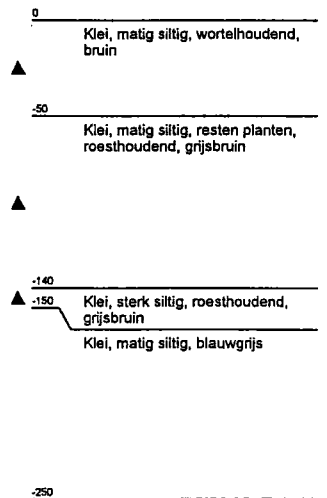 0
Klei, matig siltig, wortelhoudend,
bruin
-50
Klei, matig siltig, resten planten,
roesthoudend, grijsbruin
-140
-150
Klei, sterk siltig, roesthoudend,
grijsbruin
Klei, matig siltig, blauwgrijs
-250